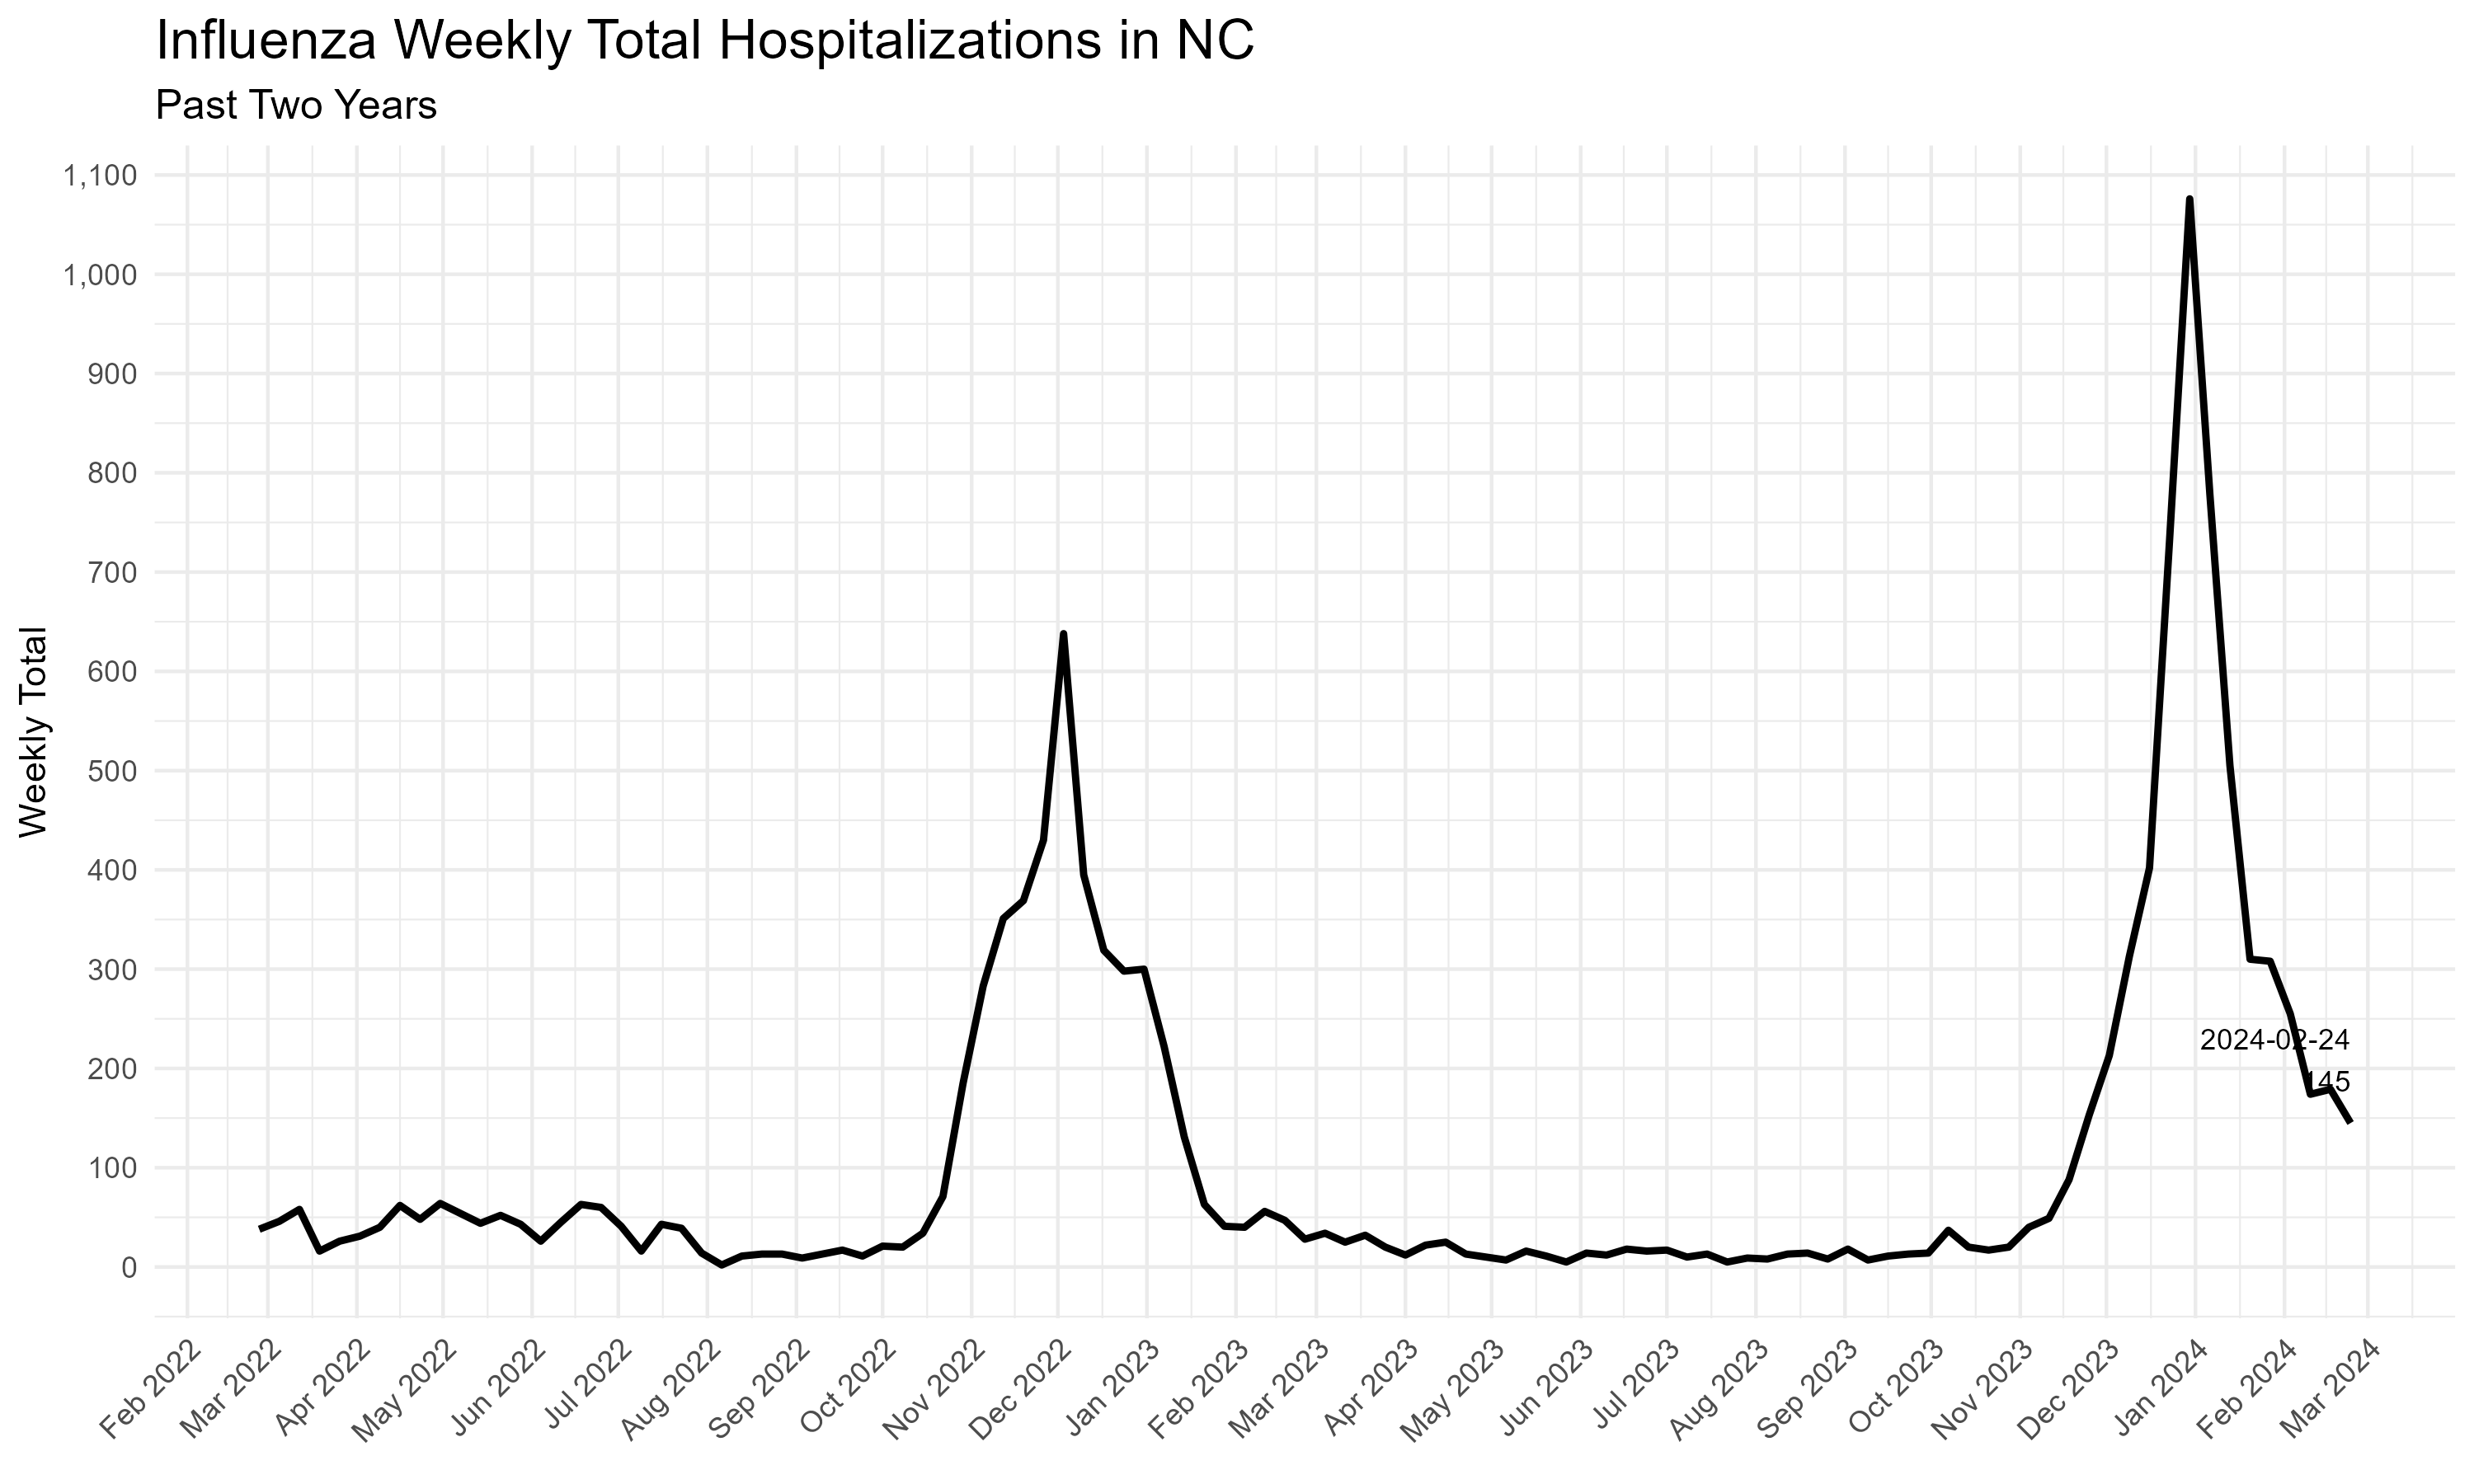 Influenza Weekly Total Hospitalizations in NC
Past Two Years
1,100
1,000
900
800
700
600
500
400
300
200
100
0
Weekly Total
2024-02-24
145
Feb 2022
Mar 2022
Apr 2022
May 2022
Jun 2022
Jul 2022
Aug 2022
Sep 2022
Oct 2022
Nov 2022
Dec 2022
Jan 2023
Feb 2023
Mar 2023
Apr 2023
May 2023
Jun 2023
Jul 2023
Aug 2023
Sep 2023
Oct 2023
Nov 2023
Dec 2023
Jan 2024
Feb 2024
Mar 2024